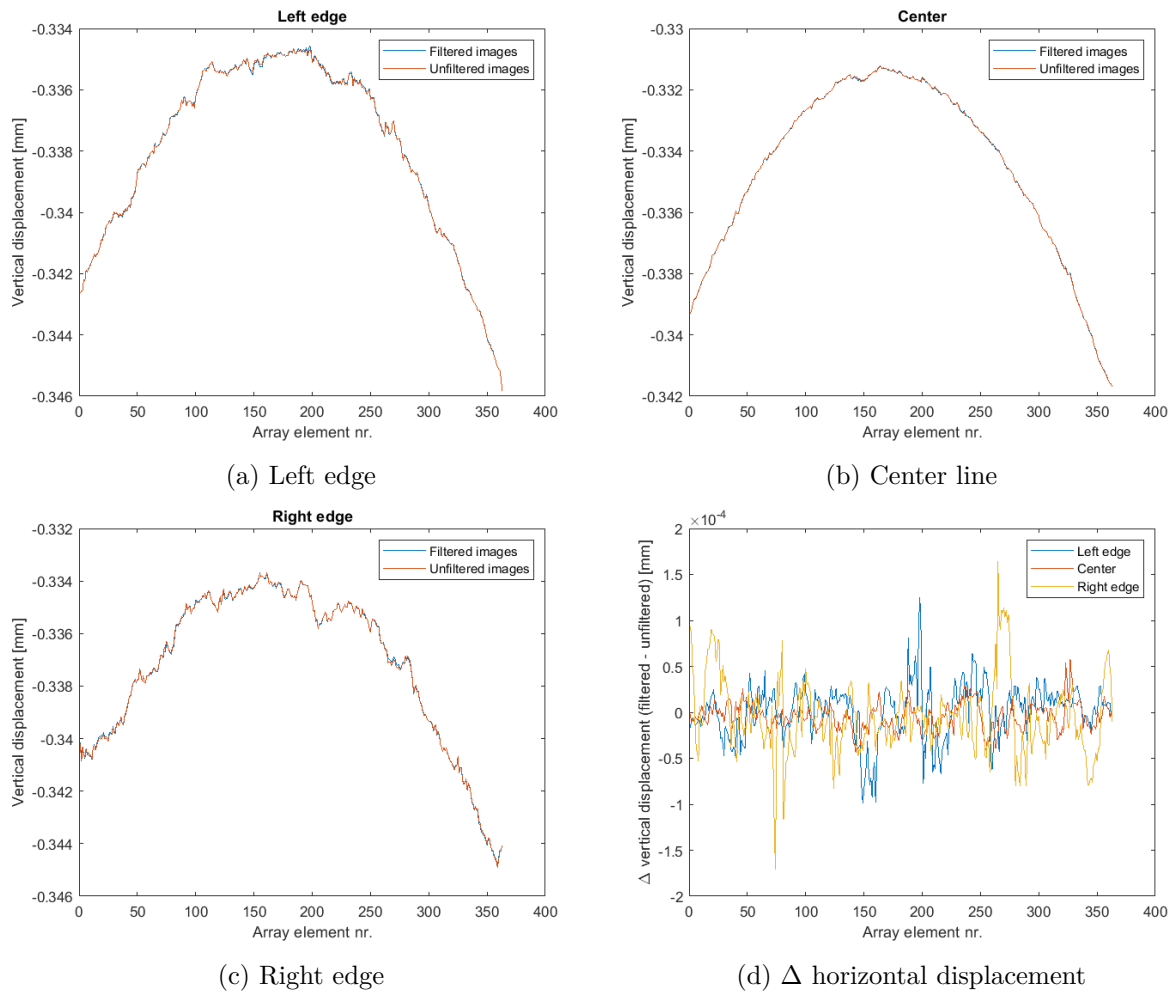 Left edge
Vertical displacement [mm]
-0.334
-0.336
-0.338
-0.34
-0.342
-0.344
-0.346
Filtered images
Unfiltered images
0 50 100 150 200 250 300 350 400
Array element nr.
(a) Left edge
Center
Vertical displacement [mm]
-0.33
-0.332
-0.334
-0.336
-0.338
-0.34
-0.342
Filtered images
Unfiltered images
0 50 100 150 200 250 300 350 400
Array element nr.
(b) Center line
Right edge
Vertical displacement [mm]
-0.332
-0.334
-0.336
-0.338
-0.34
-0.342
-0.344
-0.346
Filtered images
Unfiltered images
0 50 100 150 200 250 300 350 400
Array element nr.
(c) Right edge
×10⁻⁴
Δ vertical displacement (filtered - unfiltered) [mm]
2
1.5
1
0.5
0
-0.5
-1
-1.5
-2
Left edge
Center
Right edge
0 50 100 150 200 250 300 350 400
Array element nr.
(d) Δ horizontal displacement